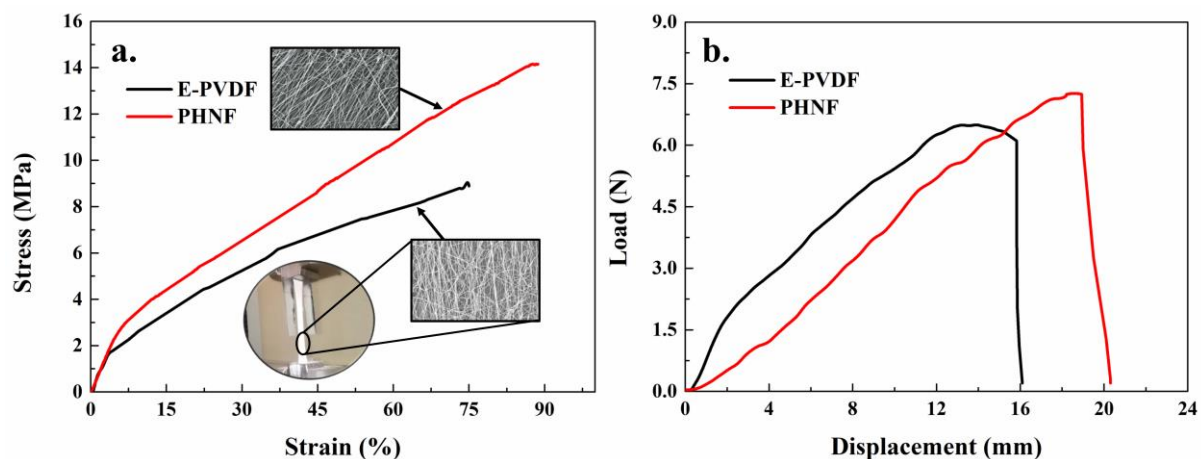 a.
E-PVDF
PHNF
Stress (MPa)
16
14
12
10
8
6
4
2
0
0 15 30 45 60 75 90
Strain (%)
b.
E-PVDF
PHNF
Load (N)
9.0
7.5
6.0
4.5
3.0
1.5
0.0
0 4 8 12 16 20 24
Displacement (mm)